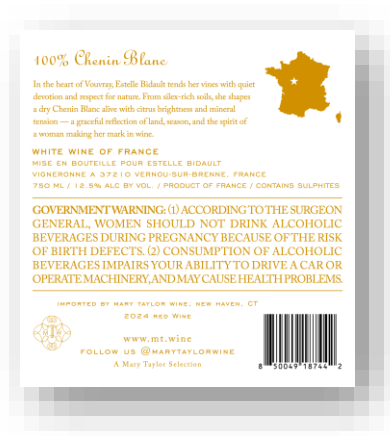 100% Chenin Blanc
In the heart of Vouvray, Estelle Bidault tends her vines with quiet
devotion and respect for nature. From silex-rich soils, she shapes
a dry Chenin Blanc alive with citrus brightness and mineral
tension — a graceful reflection of land, season, and the spirit of
a woman making her mark in wine.
WHITE WINE OF FRANCE
MISE EN BOUTEILLE POUR ESTELLE BIDAULT
VIGNERONNE A 37210 VERNOU-SUR-BRENNE, FRANCE
750 ML / 12.5% ALC BY VOL. / PRODUCT OF FRANCE / CONTAINS SULPHITES
GOVERNMENT WARNING: (1) ACCORDING TO THE SURGEON
GENERAL, WOMEN SHOULD NOT DRINK ALCOHOLIC
BEVERAGES DURING PREGNANCY BECAUSE OF THE RISK
OF BIRTH DEFECTS. (2) CONSUMPTION OF ALCOHOLIC
BEVERAGES IMPAIRS YOUR ABILITY TO DRIVE A CAR OR
OPERATE MACHINERY, AND MAY CAUSE HEALTH PROBLEMS.
IMPORTED BY MARY TAYLOR WINE, NEW HAVEN, CT
2024 RED WINE
www.mt.wine
FOLLOW US @MARYTAYLORWINE
A Mary Taylor Selection
8 50049 18744 2